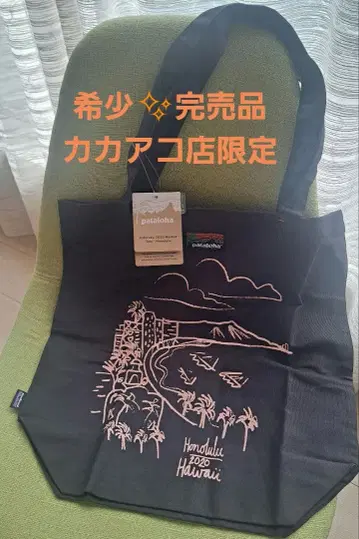 希少✨完売品
カカアコ店限定
pataloha
pataloha®
Honolulu
2020
Hawaii